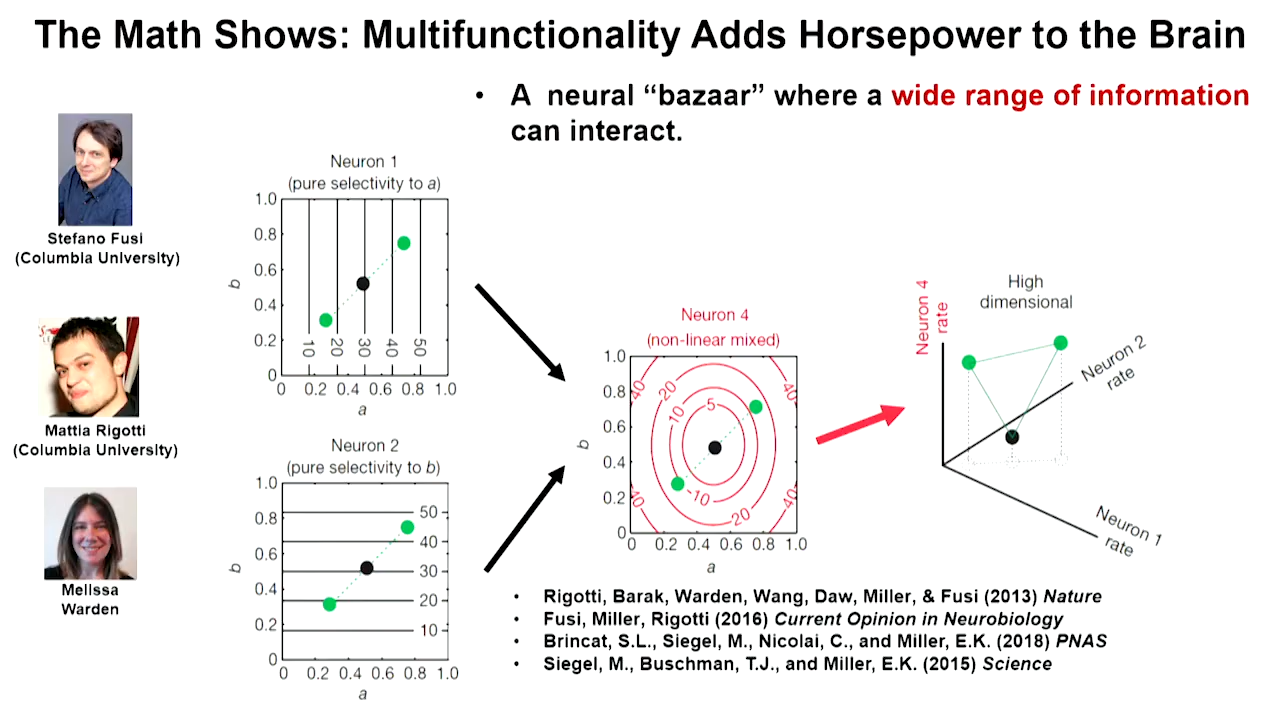 The Math Shows: Multifunctionality Adds Horsepower to the Brain
• A neural “bazaar” where a wide range of information
can interact.
Stefano Fusi
(Columbia University)
Mattia Rigotti
(Columbia University)
Melissa
Warden
Neuron 1
(pure selectivity to a)
1.0
0.8
0.6
0.4
0.2
0
b
10
20
30
40
50
0 0.2 0.4 0.6 0.8 1.0
a
Neuron 2
(pure selectivity to b)
1.0
0.8
0.6
0.4
0.2
0
b
50
40
30
20
10
0 0.2 0.4 0.6 0.8 1.0
a
Neuron 4
(non-linear mixed)
1.0
0.8
0.6
0.4
0.2
0
b
40
20
10
5
40
40
10
20
40
0 0.2 0.4 0.6 0.8 1.0
a
High
dimensional
Neuron 4
rate
Neuron 2
rate
Neuron 1
rate
• Rigotti, Barak, Warden, Wang, Daw, Miller, & Fusi (2013) Nature
• Fusi, Miller, Rigotti (2016) Current Opinion in Neurobiology
• Brincat, S.L., Siegel, M., Nicolai, C., and Miller, E.K. (2018) PNAS
• Siegel, M., Buschman, T.J., and Miller, E.K. (2015) Science